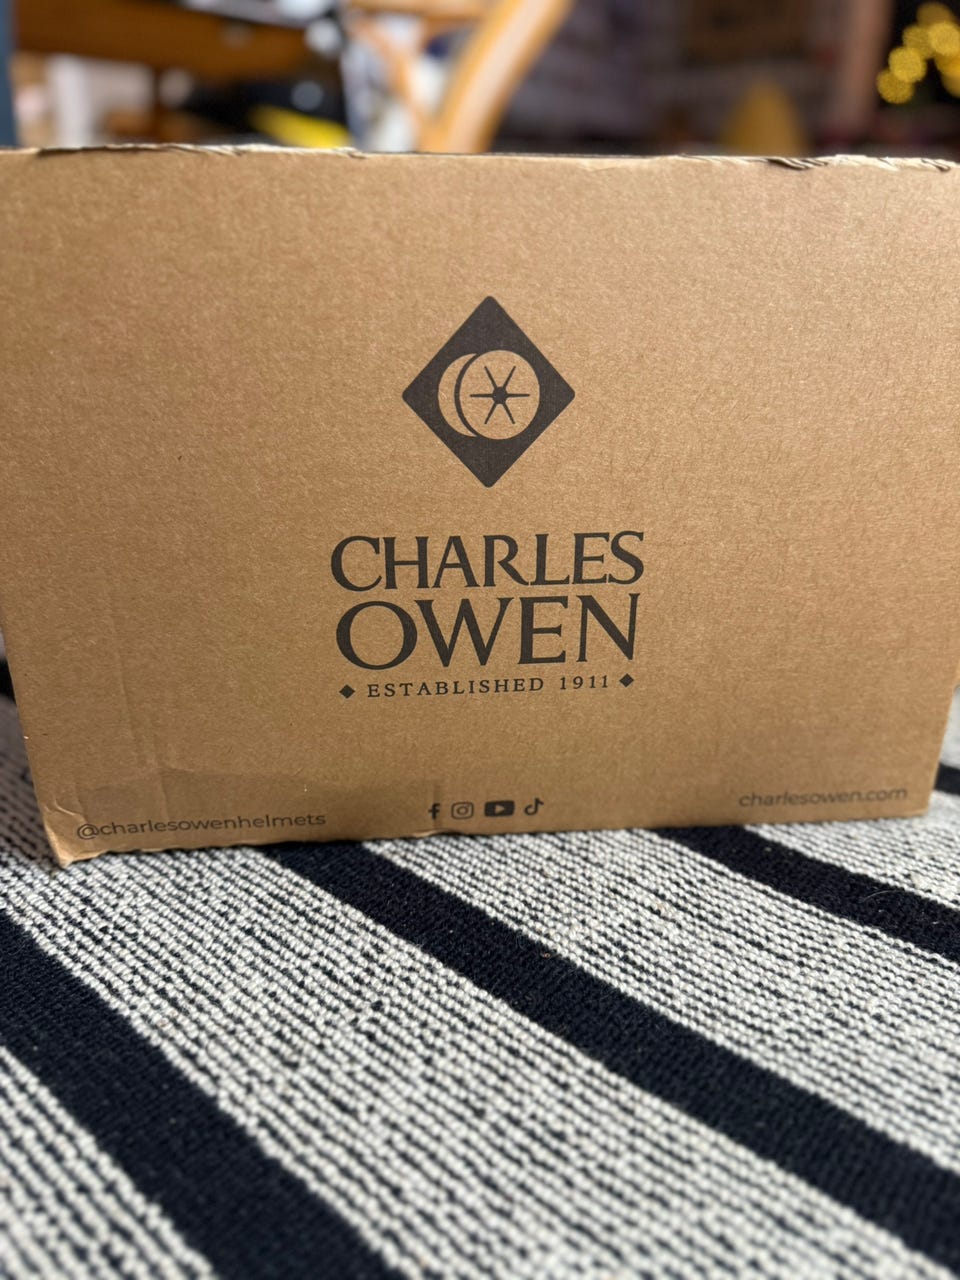 CHARLES
OWEN
◆ ESTABLISHED 1911 ◆
@charlesowenhelmets
charlesowen.com